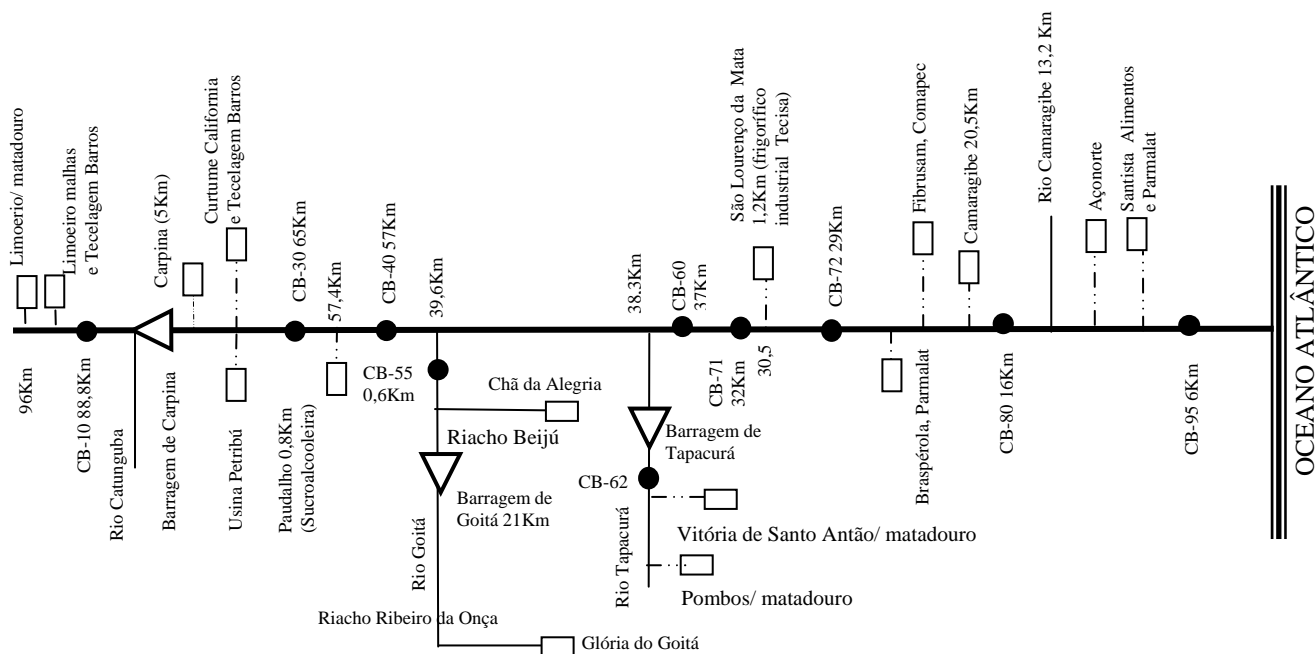 Limoerio/ matadouro
Limoeiro malhas
e Tecelagem Barros
Carpina (5Km)
Curtume California
e Tecelagem Barros
CB-30 65Km
57,4Km
CB-40 57Km
39,6Km
38.3Km
CB-60
37Km
São Lourenço da Mata
1,2Km (frigorífico
industrial Tecisa)
CB-72 29Km
Fibrusam, Comapec
Camaragibe 20,5Km
Rio Camaragibe 13,2 Km
Açonorte
Santista Alimentos
e Parmalat
OCEANO ATLÂNTICO
96Km
CB-10 88,8Km
Rio Catunguba
Barragem de Carpina
Usina Petribú
Paudalho 0,8Km
(Sucroalcooleira)
CB-55
0,6Km
Chã da Alegria
Riacho Beijú
Barragem de
Goitá 21Km
Rio Goitá
Riacho Ribeiro da Onça
Glória do Goitá
Barragem de
Tapacurá
CB-62
Vitória de Santo Antão/ matadouro
Rio Tapacurá
Pombos/ matadouro
CB-71
32Km
30,5
Braspérola, Parmalat
CB-80 16Km
CB-95 6Km